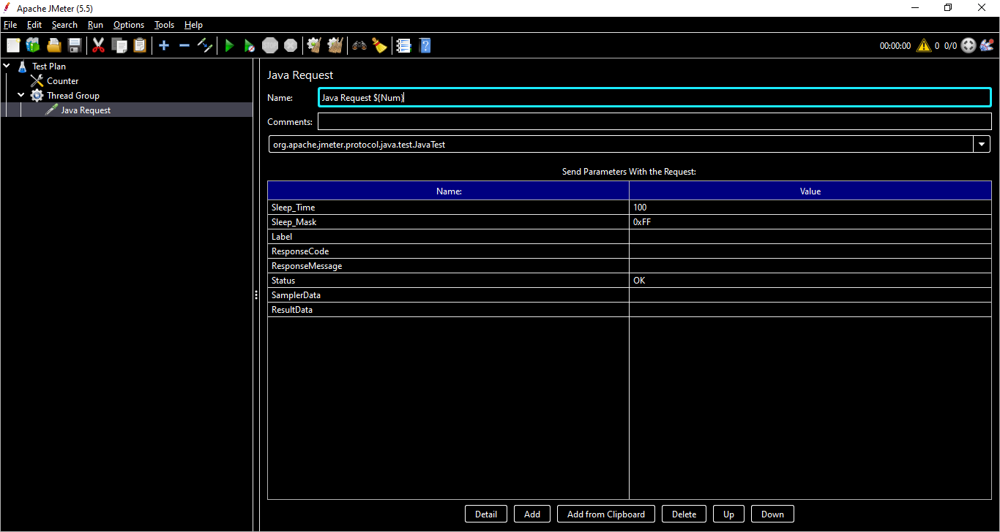 Apache JMeter (5.5)
File Edit Search Run Options Tools Help
00:00:00 0 0/0
Test Plan
Counter
Thread Group
Java Request
Java Request
Name: Java Request ${Num}
Comments:
org.apache.jmeter.protocol.java.test.JavaTest
Send Parameters With the Request:
Name: Value
Sleep_Time 100
Sleep_Mask 0xFF
Label
ResponseCode
ResponseMessage
Status OK
SamplerData
ResultData
Detail Add Add from Clipboard Delete Up Down